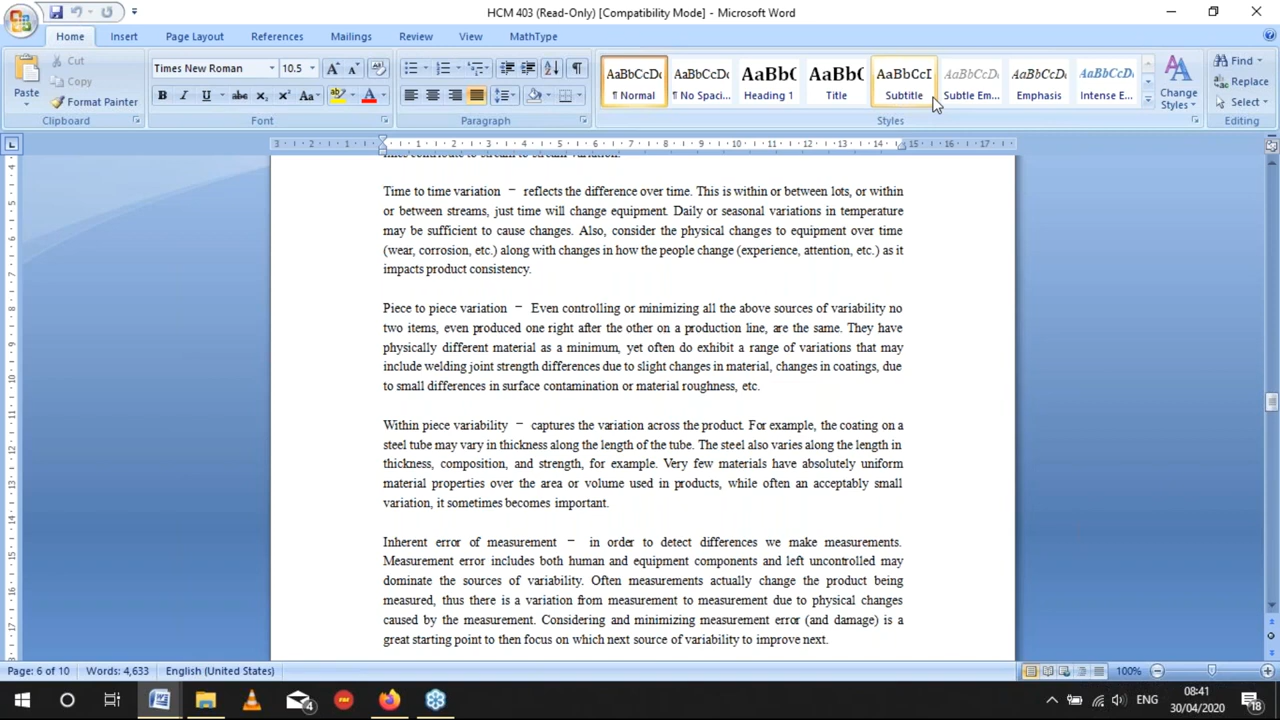 HCM 403 (Read-Only) [Compatibility Mode] - Microsoft Word
Home Insert Page Layout References Mailings Review View MathType
Paste
Cut
Copy
Format Painter
Clipboard
Times New Roman 10.5
Font
Paragraph
AaBbCcDc AaBbCcDc AaBbC AaBbC AaBbCcI AaBbCcDc AaBbCcDc AaBbCcDc
¶ Normal ¶ No Spaci... Heading 1 Title Subtitle Subtle Em... Emphasis Intense E...
Styles
Change Styles
Find
Replace
Select
Editing
Time to time variation – reflects the difference over time. This is within or between lots, or within
or between streams, just time will change equipment. Daily or seasonal variations in temperature
may be sufficient to cause changes. Also, consider the physical changes to equipment over time
(wear, corrosion, etc.) along with changes in how the people change (experience, attention, etc.) as it
impacts product consistency.
Piece to piece variation – Even controlling or minimizing all the above sources of variability no
two items, even produced one right after the other on a production line, are the same. They have
physically different material as a minimum, yet often do exhibit a range of variations that may
include welding joint strength differences due to slight changes in material, changes in coatings, due
to small differences in surface contamination or material roughness, etc.
Within piece variability – captures the variation across the product. For example, the coating on a
steel tube may vary in thickness along the length of the tube. The steel also varies along the length in
thickness, composition, and strength, for example. Very few materials have absolutely uniform
material properties over the area or volume used in products, while often an acceptably small
variation, it sometimes becomes important.
Inherent error of measurement – in order to detect differences we make measurements.
Measurement error includes both human and equipment components and left uncontrolled may
dominate the sources of variability. Often measurements actually change the product being
measured, thus there is a variation from measurement to measurement due to physical changes
caused by the measurement. Considering and minimizing measurement error (and damage) is a
great starting point to then focus on which next source of variability to improve next.
Page: 6 of 10 Words: 4,633 English (United States) 100%
ENG 08:41
30/04/2020